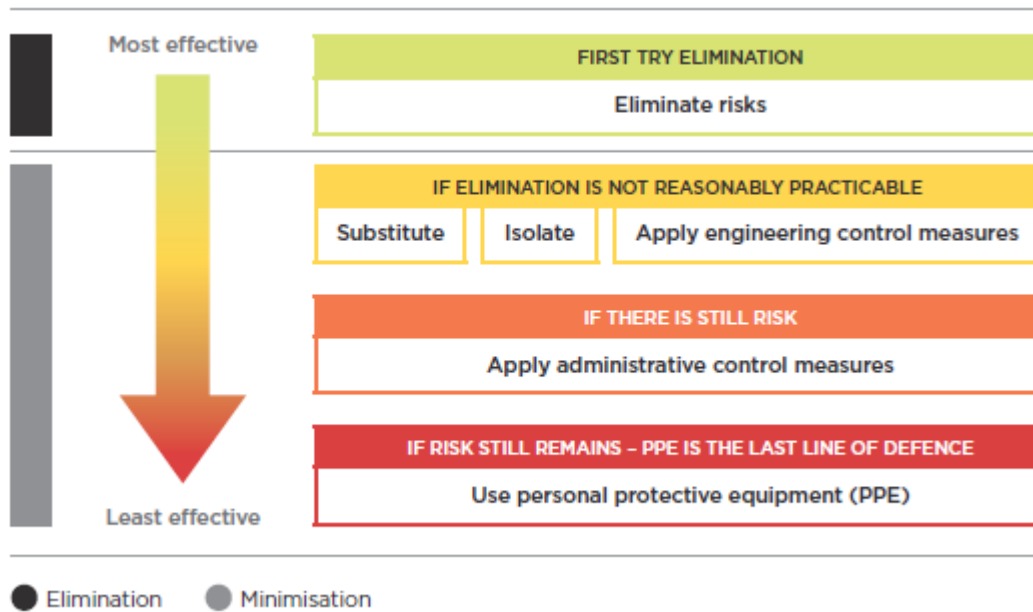 Most effective
FIRST TRY ELIMINATION
Eliminate risks
IF ELIMINATION IS NOT REASONABLY PRACTICABLE
Substitute
Isolate
Apply engineering control measures
IF THERE IS STILL RISK
Apply administrative control measures
IF RISK STILL REMAINS – PPE IS THE LAST LINE OF DEFENCE
Use personal protective equipment (PPE)
Least effective
Elimination
Minimisation